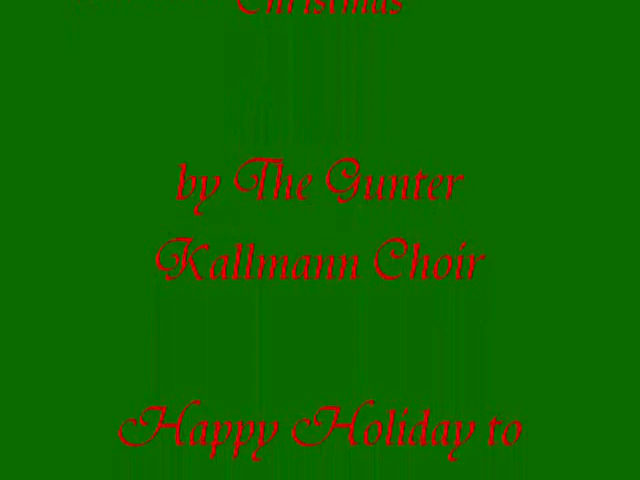 Christmas
by The Gunter
Kallmann Choir
Happy Holiday to